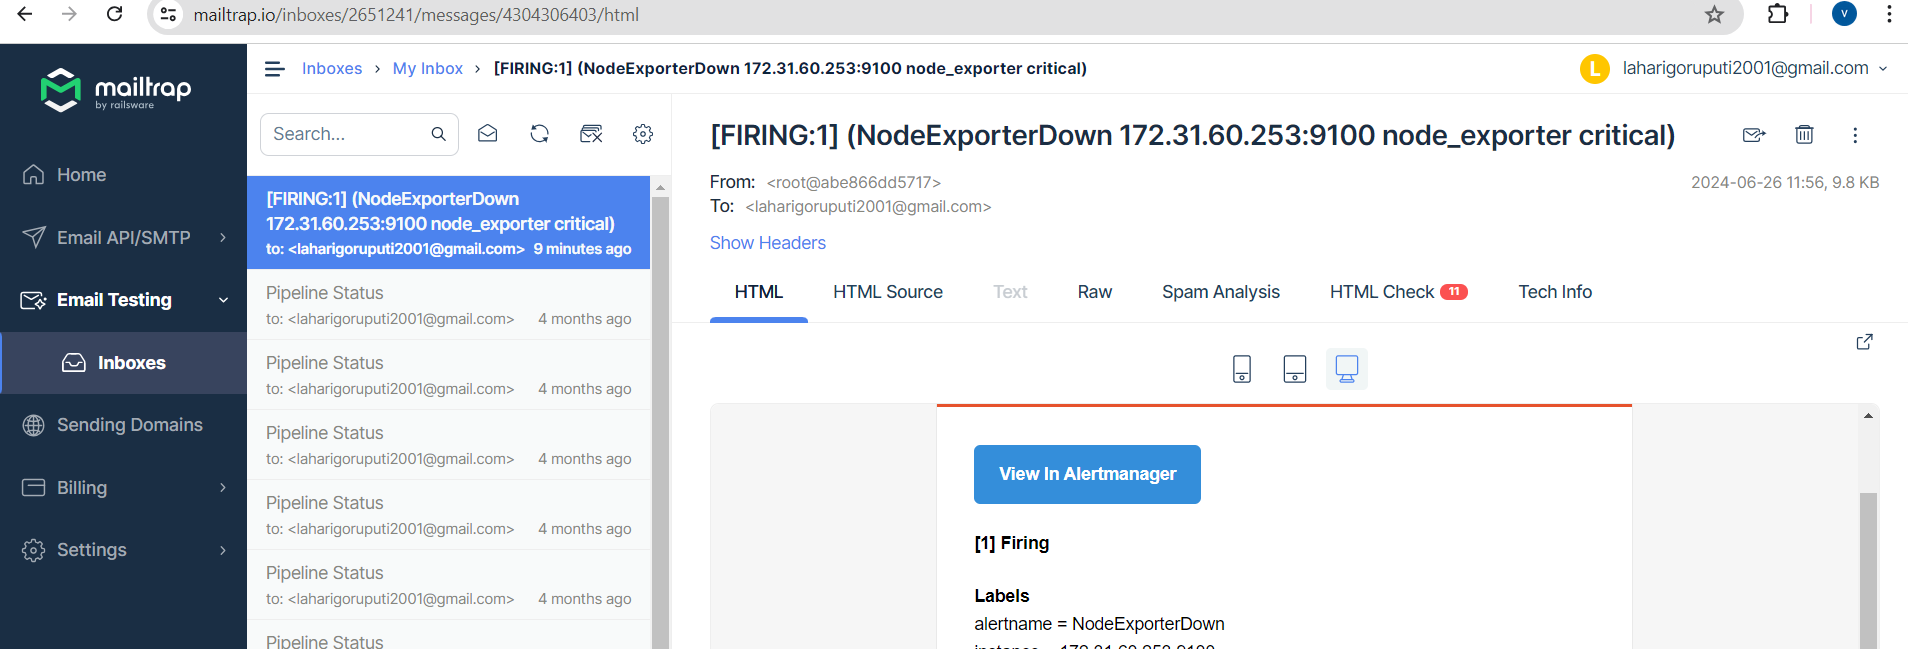 mailtrap.io/inboxes/2651241/messages/4304306403/html
V
mailtrap
by railsware
Home
Email API/SMTP
Email Testing
Inboxes
Sending Domains
Billing
Settings
Inboxes › My Inbox › [FIRING:1] (NodeExporterDown 172.31.60.253:9100 node_exporter critical)
L laharigoruputi2001@gmail.com
Search...
[FIRING:1] (NodeExporterDown
172.31.60.253:9100 node_exporter critical)
to: <laharigoruputi2001@gmail.com> 9 minutes ago
Pipeline Status
to: <laharigoruputi2001@gmail.com> 4 months ago
Pipeline Status
to: <laharigoruputi2001@gmail.com> 4 months ago
Pipeline Status
to: <laharigoruputi2001@gmail.com> 4 months ago
Pipeline Status
to: <laharigoruputi2001@gmail.com> 4 months ago
Pipeline Status
to: <laharigoruputi2001@gmail.com> 4 months ago
Pipeline Status
[FIRING:1] (NodeExporterDown 172.31.60.253:9100 node_exporter critical)
From: <root@abe866dd5717>
2024-06-26 11:56, 9.8 KB
To: <laharigoruputi2001@gmail.com>
Show Headers
HTML HTML Source Text Raw Spam Analysis HTML Check 11 Tech Info
View In Alertmanager
[1] Firing
Labels
alertname = NodeExporterDown
instance = 172.31.60.253:9100